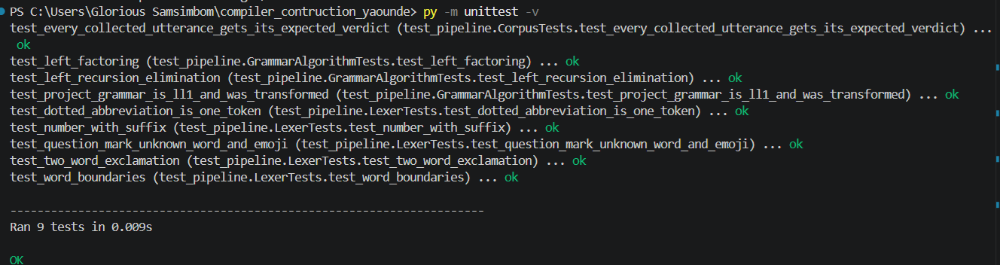 PS C:\Users\Glorious Samsimbom\compiler_contruction_yaounde> py -m unittest -v
test_every_collected_utterance_gets_its_expected_verdict (test_pipeline.CorpusTests.test_every_collected_utterance_gets_its_expected_verdict) ...
ok
test_left_factoring (test_pipeline.GrammarAlgorithmTests.test_left_factoring) ... ok
test_left_recursion_elimination (test_pipeline.GrammarAlgorithmTests.test_left_recursion_elimination) ... ok
test_project_grammar_is_ll1_and_was_transformed (test_pipeline.GrammarAlgorithmTests.test_project_grammar_is_ll1_and_was_transformed) ... ok
test_dotted_abbreviation_is_one_token (test_pipeline.LexerTests.test_dotted_abbreviation_is_one_token) ... ok
test_number_with_suffix (test_pipeline.LexerTests.test_number_with_suffix) ... ok
test_question_mark_unknown_word_and_emoji (test_pipeline.LexerTests.test_question_mark_unknown_word_and_emoji) ... ok
test_two_word_exclamation (test_pipeline.LexerTests.test_two_word_exclamation) ... ok
test_word_boundaries (test_pipeline.LexerTests.test_word_boundaries) ... ok
----------------------------------------------------------------------
Ran 9 tests in 0.009s
OK